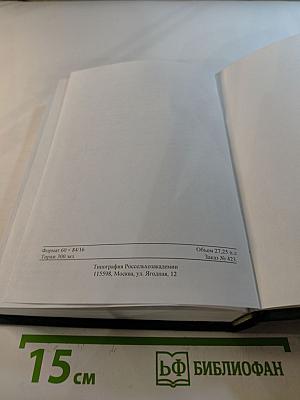 Формат 60 × 84/16
Объем 27,25 п.л
Тираж 300 экз.
Заказ № 423
Типография Россельхозакадемии
115598, Москва, ул. Ягодная, 12
15 см
ЬФ
БИБЛИОФАН